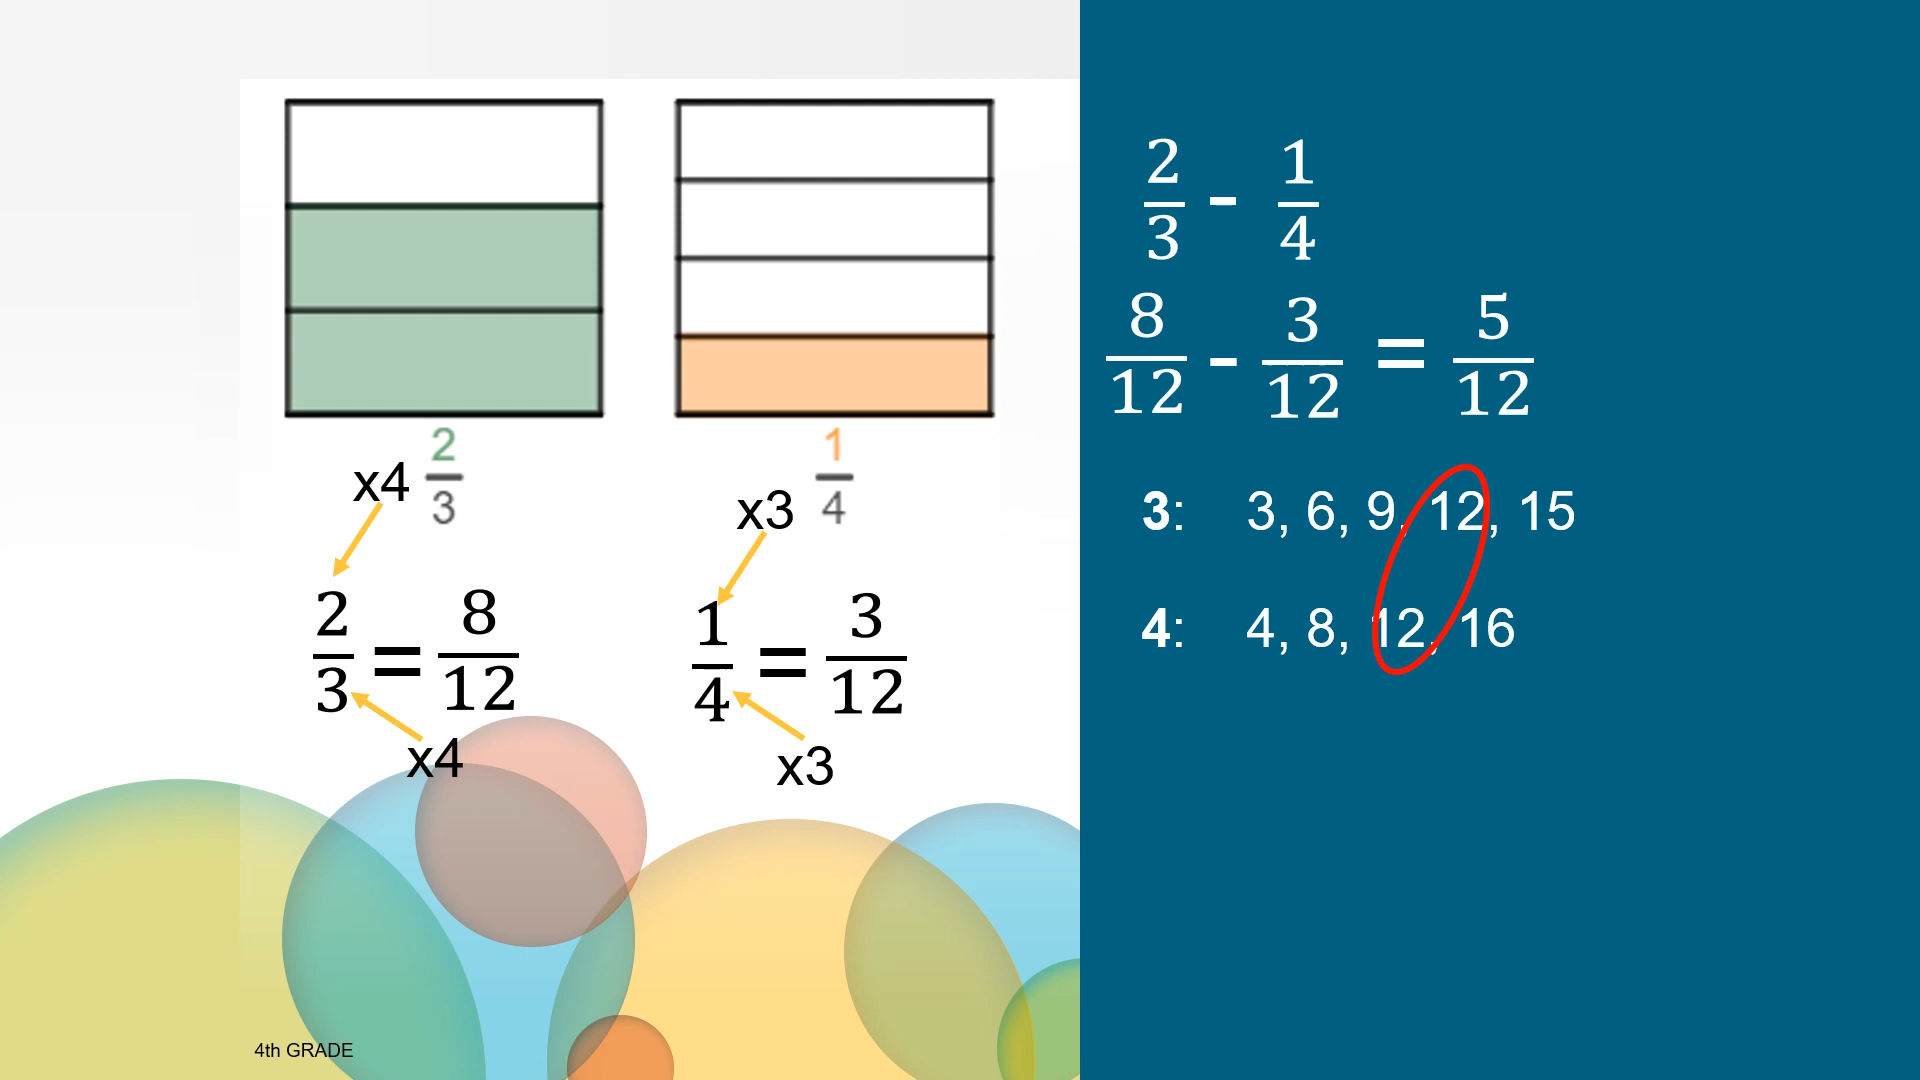 2/3
1/4
x4
x3
2/3 = 8/12
1/4 = 3/12
x4
x3
4th GRADE
2/3 - 1/4
8/12 - 3/12 = 5/12
3: 3, 6, 9, 12, 15
4: 4, 8, 12, 16